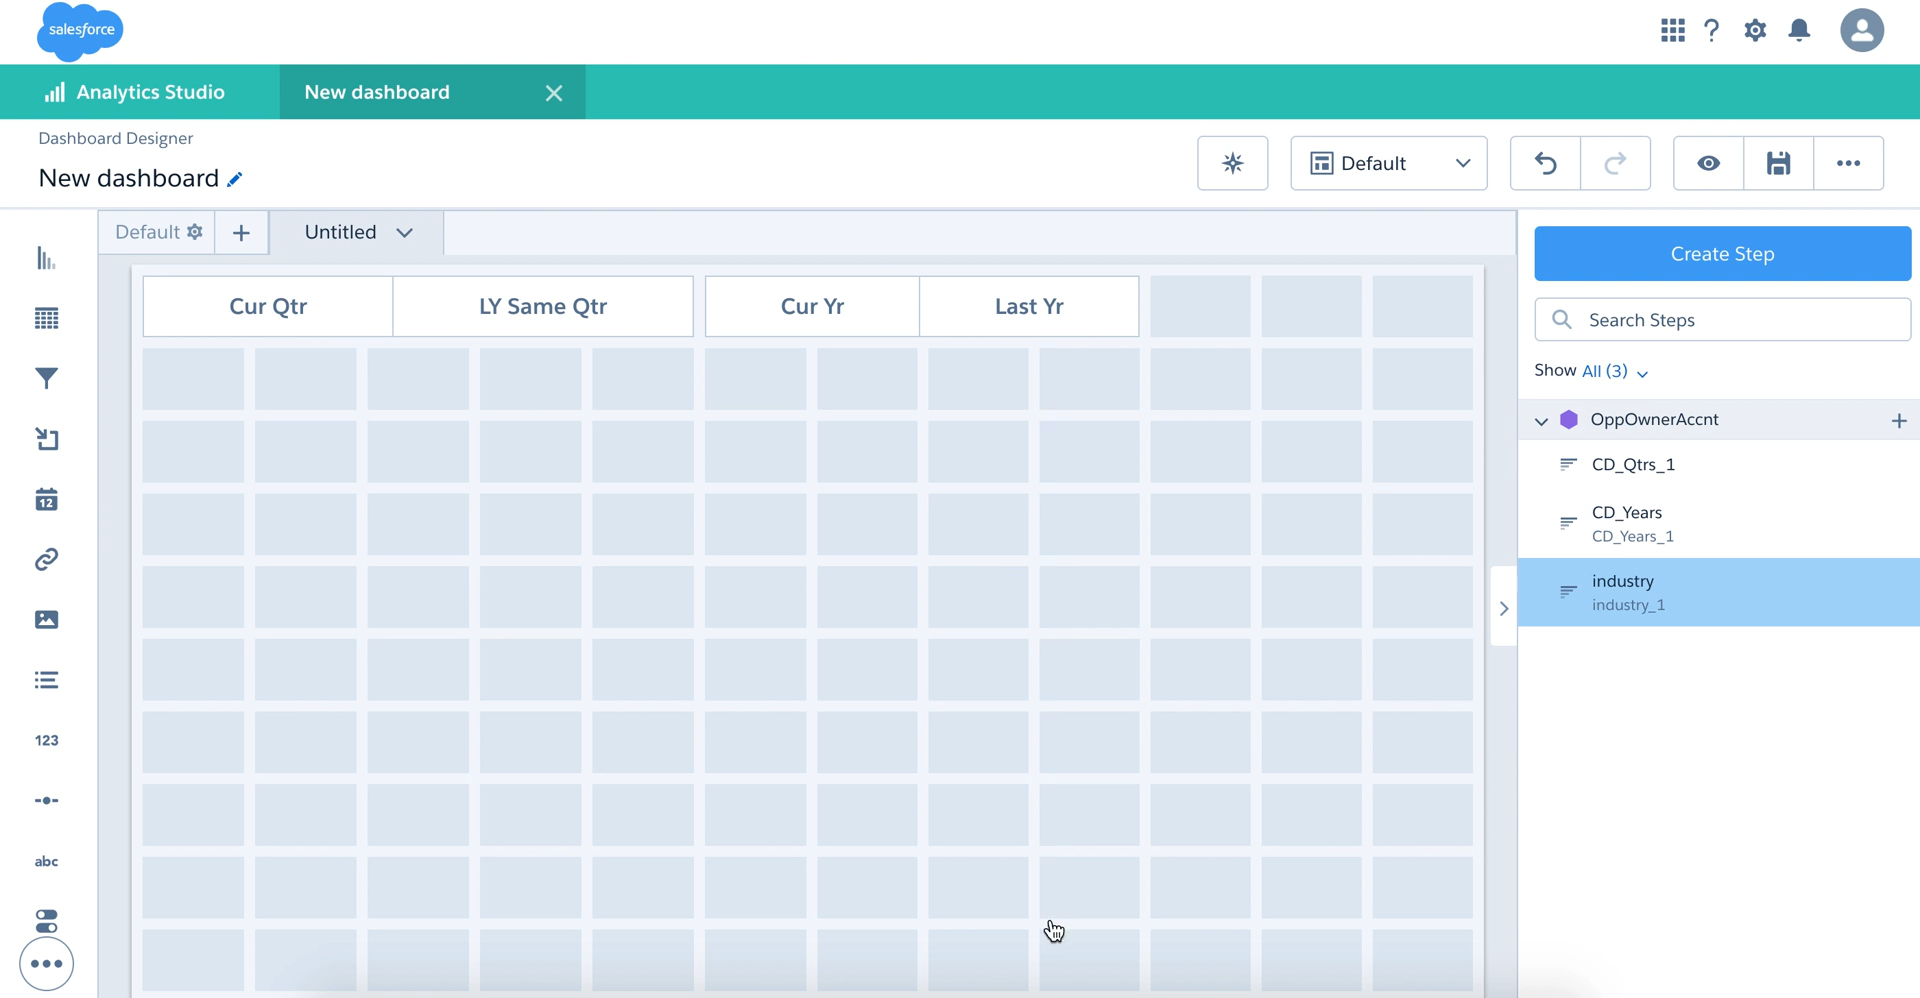 salesforce
Analytics Studio
New dashboard
Dashboard Designer
New dashboard
Default
Default
Untitled
Create Step
Cur Qtr
LY Same Qtr
Cur Yr
Last Yr
Search Steps
Show All (3)
OppOwnerAccnt
CD_Qtrs_1
12
CD_Years
CD_Years_1
industry
industry_1
123
abc